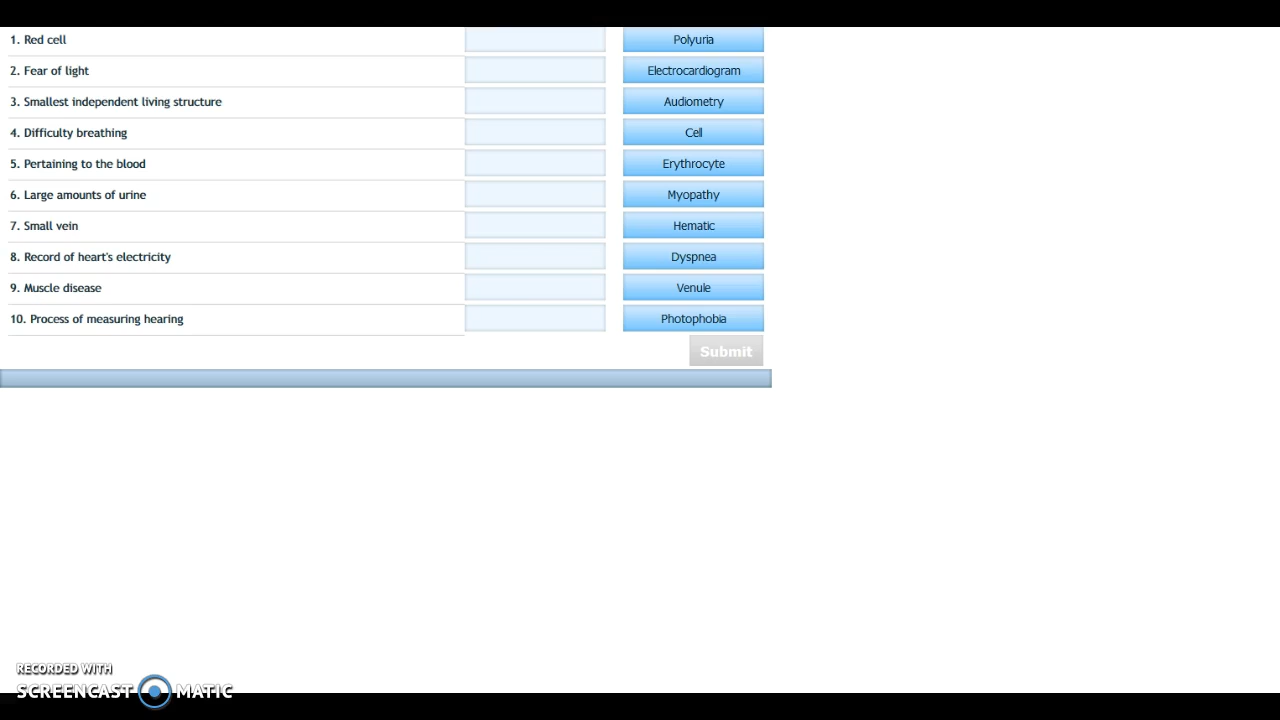 1. Red cell Polyuria
2. Fear of light Electrocardiogram
3. Smallest independent living structure Audiometry
4. Difficulty breathing Cell
5. Pertaining to the blood Erythrocyte
6. Large amounts of urine Myopathy
7. Small vein Hematic
8. Record of heart's electricity Dyspnea
9. Muscle disease Venule
10. Process of measuring hearing Photophobia
Submit
RECORDED WITH
SCREENCAST MATIC